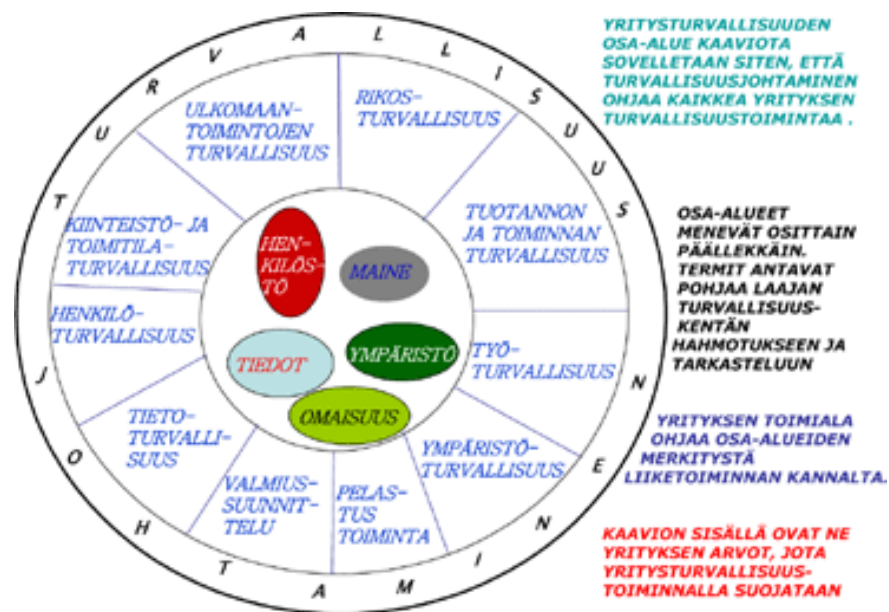 TURVALLISUUS
JOHTAMINEN
ULKOMAAN-
TOIMINTOJEN
TURVALLISUUS
RIKOS-
TURVALLISUUS
TUOTANNON
JA TOIMINNAN
TURVALLISUUS
TYÖ-
TURVALLISUUS
YMPÄRISTÖ-
TURVALLISUUS
PELAS-
TUS
TOIMINTA
VALMIUS-
SUUNNIT-
TELU
TIETO-
TURVALLI-
SUUS
HENKILÖ-
TURVALLISUUS
KIINTEISTÖ- JA
TOIMITILA-
TURVALLISUUS
HEN-
KILÖS-
TÖ
MAINE
TIEDOT
YMPÄRISTÖ
OMAISUUS
YRITYSTURVALLISUUDEN
OSA-ALUE KAAVIOTA
SOVELLETAAN SITEN, ETTÄ
TURVALLISUUSJOHTAMINEN
OHJAA KAIKKEA YRITYKSEN
TURVALLISUUSTOIMINTAA .
OSA-ALUEET
MENEVÄT OSITTAIN
PÄÄLLEKKÄIN.
TERMIT ANTAVAT
POHJAA LAAJAN
TURVALLISUUS-
KENTÄN
HAHMOTUKSEEN JA
TARKASTELUUN
YRITYKSEN TOIMIALA
OHJAA OSA-ALUEIDEN
MERKITYSTÄ
LIIKETOIMINNAN KANNALTA.
KAAVION SISÄLLÄ OVAT NE
YRITYKSEN ARVOT, JOTA
YRITYSTURVALLISUUS-
TOIMINNALLA SUOJATAAN